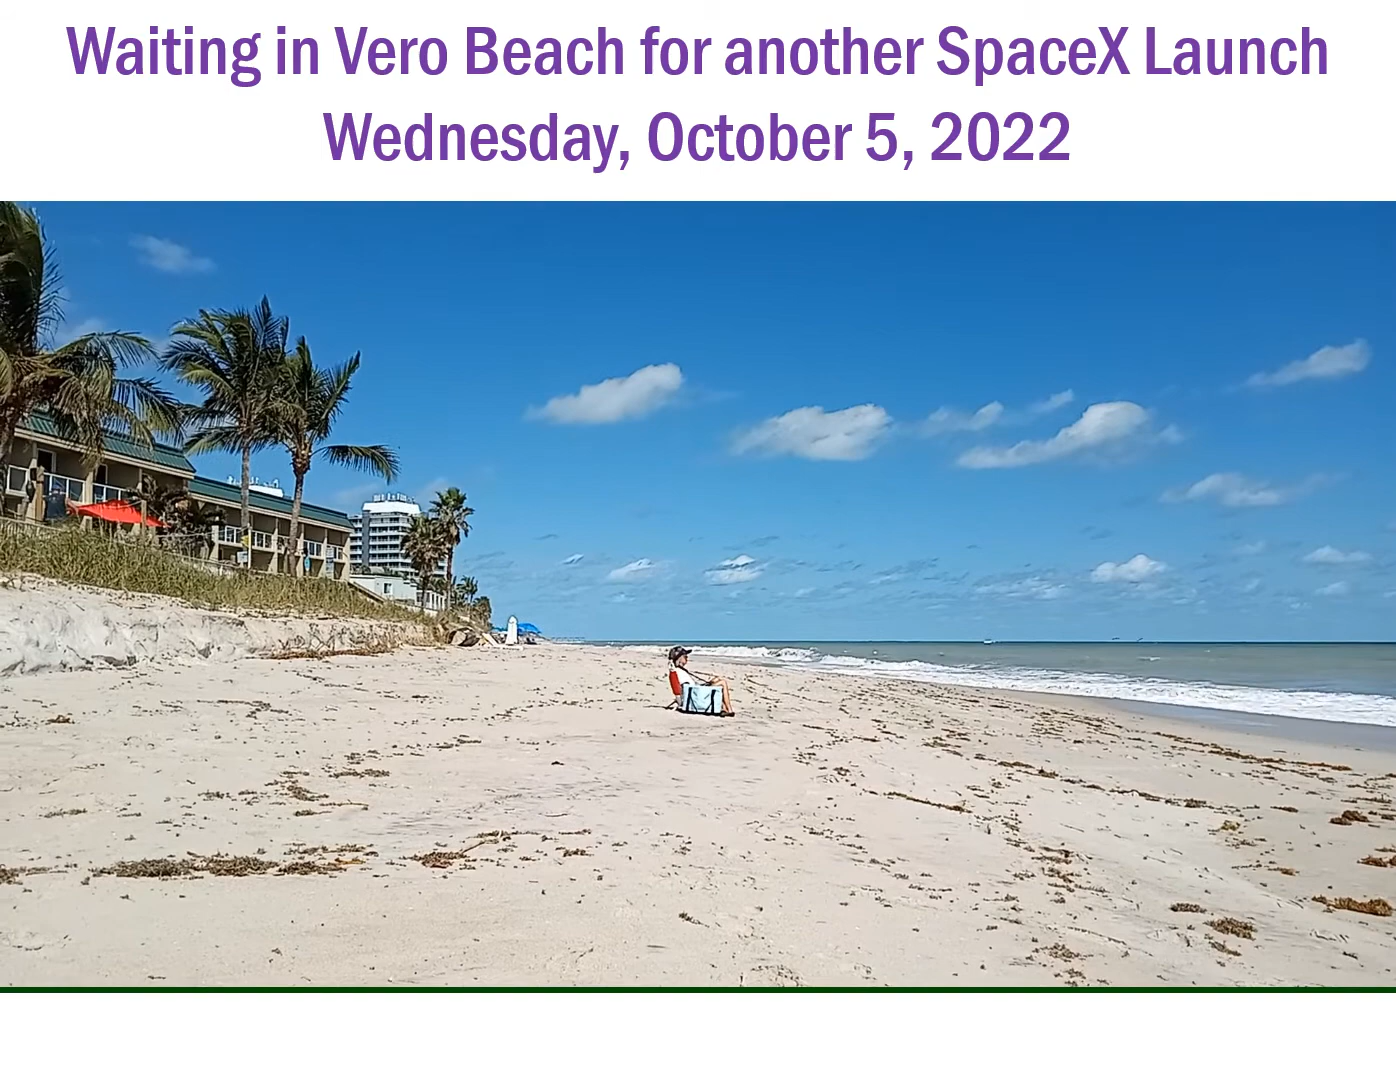 Waiting in Vero Beach for another SpaceX Launch
Wednesday, October 5, 2022